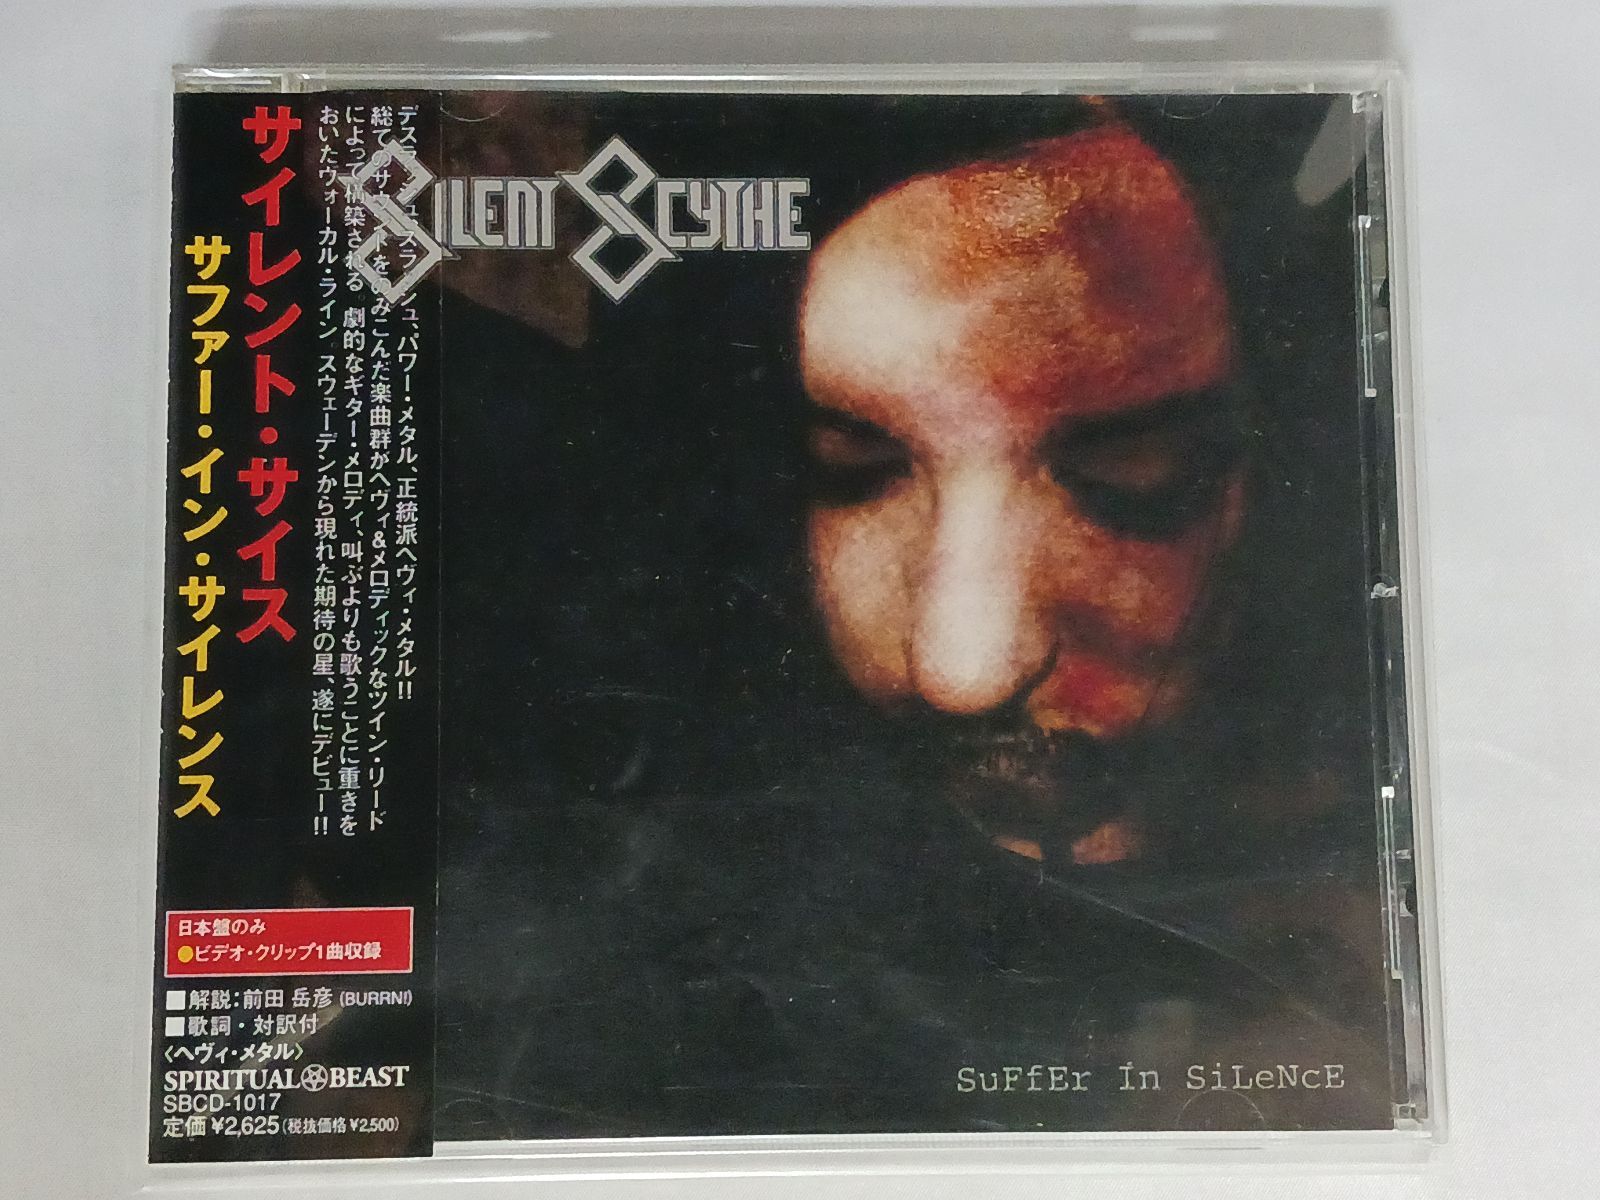 サイレント・サイス
サファー・イン・サイレンス
デスラッシュ、スラッシュ、パワー・メタル、正統派ヘヴィ・メタル!!
総てのサウンドをのみこんだ楽曲群がヘヴィ&メロディックなツイン・リード
によって構築される。劇的なギター・メロディ、叫ぶよりも歌うことに重きを
おいたヴォーカル・ライン。スウェーデンから現れた期待の星、遂にデビュー!!
日本盤のみ
●ビデオ・クリップ1曲収録
■解説:前田 岳彦 (BURRN!)
■歌詞・対訳付
〈ヘヴィ・メタル〉
SPIRITUAL BEAST
SBCD-1017
定価¥2,625(税抜価格¥2,500)
SILENT SCYTHE
SuFfEr In SiLeNcE